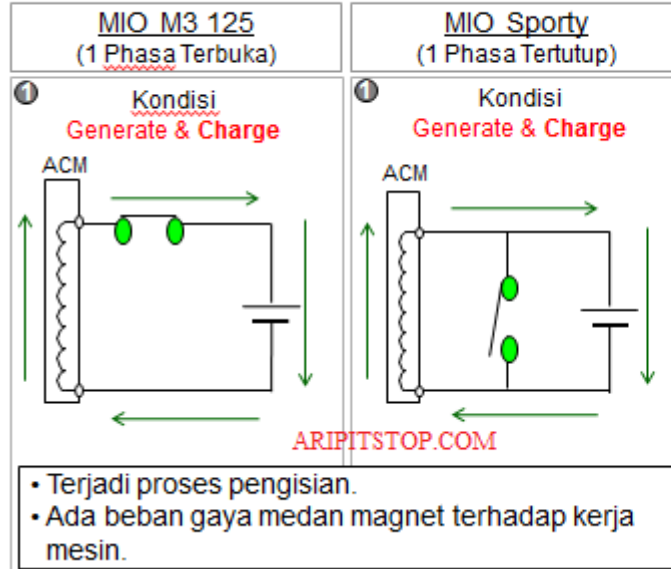 MIO M3 125
(1 Phasa Terbuka)
MIO Sporty
(1 Phasa Tertutup)
1
Kondisi
Generate & Charge
ACM
1
Kondisi
Generate & Charge
ACM
ARIPITSTOP.COM
• Terjadi proses pengisian.
• Ada beban gaya medan magnet terhadap kerja
mesin.